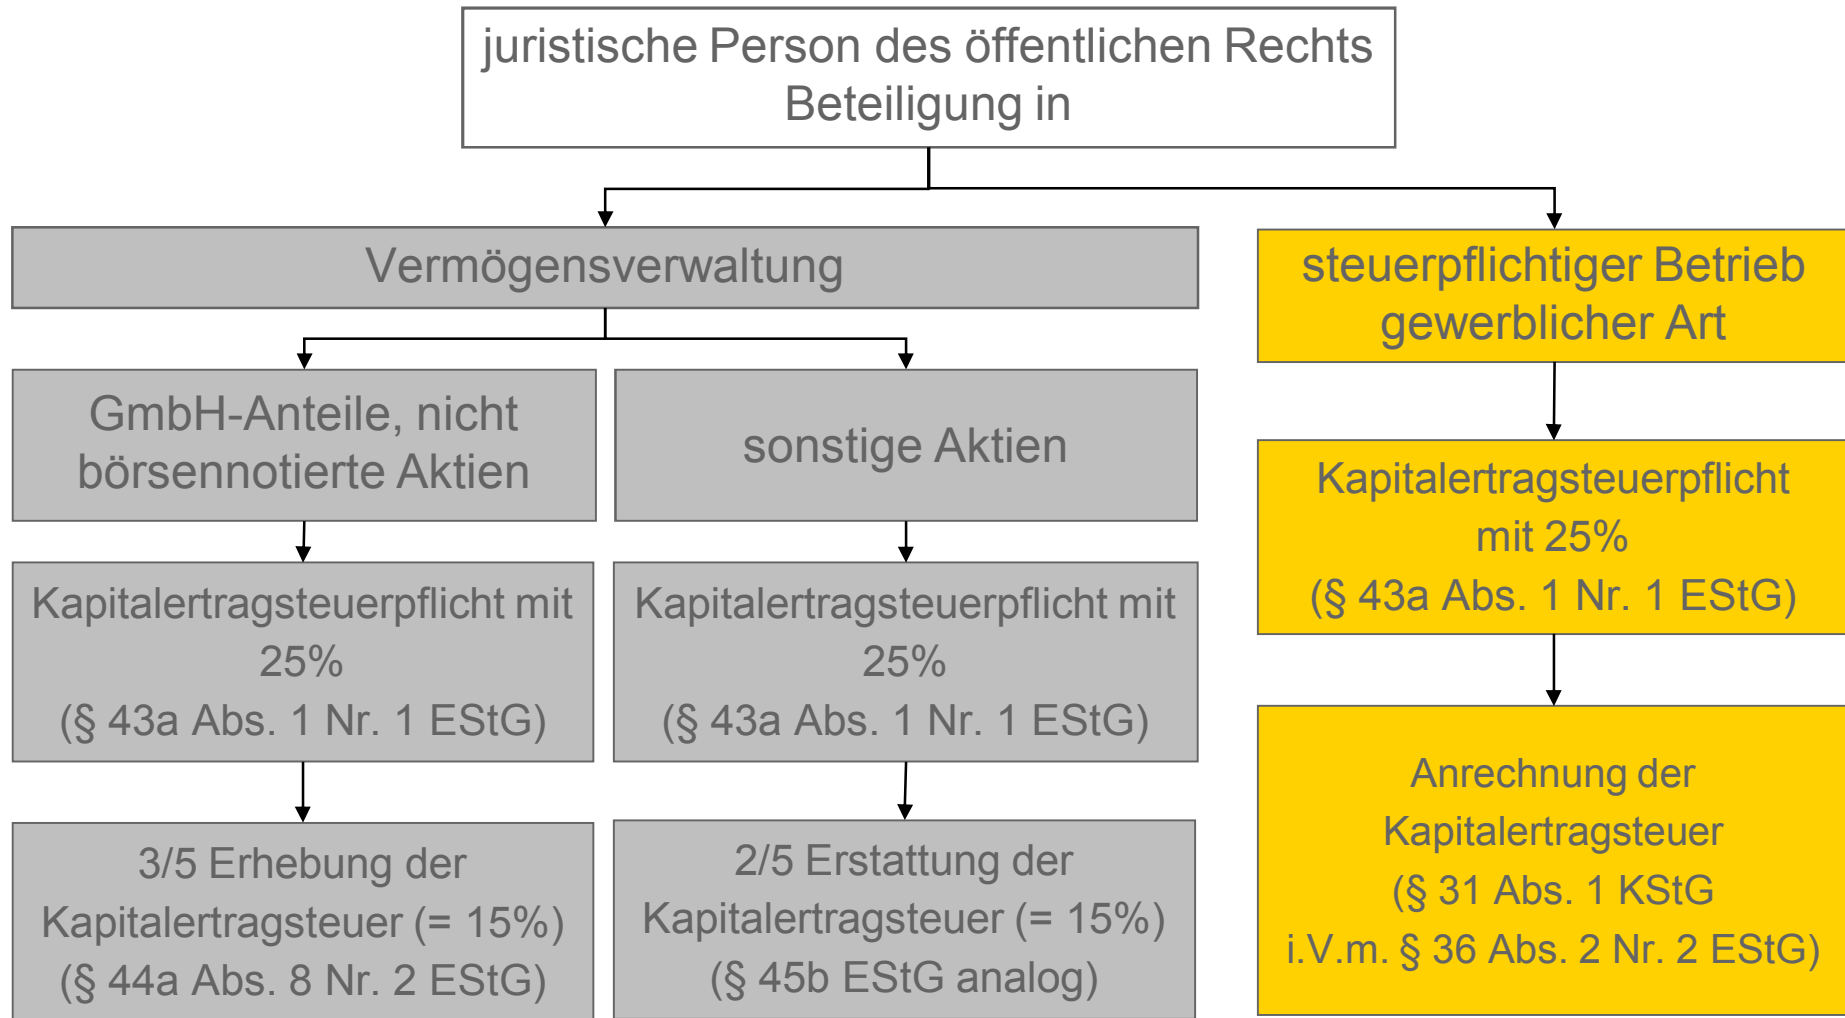 juristische Person des öffentlichen Rechts
Beteiligung in
Vermögensverwaltung
steuerpflichtiger Betrieb
gewerblicher Art
GmbH-Anteile, nicht
börsennotierte Aktien
sonstige Aktien
Kapitalertragsteuerpflicht
mit 25%
(§ 43a Abs. 1 Nr. 1 EStG)
Kapitalertragsteuerpflicht mit
25%
(§ 43a Abs. 1 Nr. 1 EStG)
Kapitalertragsteuerpflicht mit
25%
(§ 43a Abs. 1 Nr. 1 EStG)
Anrechnung der
Kapitalertragsteuer
(§ 31 Abs. 1 KStG
i.V.m. § 36 Abs. 2 Nr. 2 EStG)
3/5 Erhebung der
Kapitalertragsteuer (= 15%)
(§ 44a Abs. 8 Nr. 2 EStG)
2/5 Erstattung der
Kapitalertragsteuer (= 15%)
(§ 45b EStG analog)